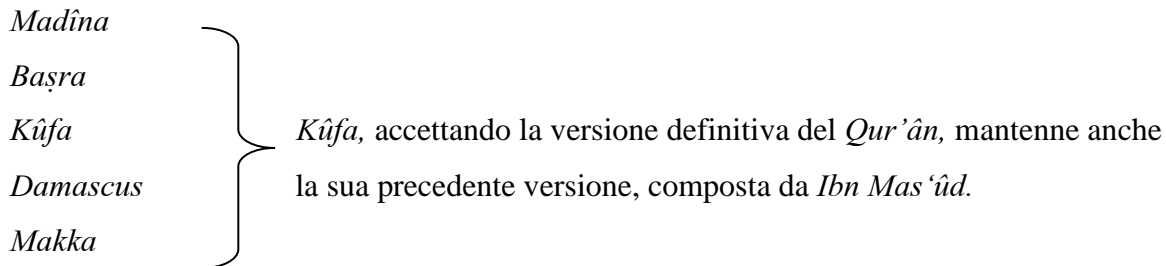 Madîna
Baṣra
Kûfa Kûfa, accettando la versione definitiva del Qur’ân, mantenne anche
Damascus la sua precedente versione, composta da Ibn Mas‘ûd.
Makka